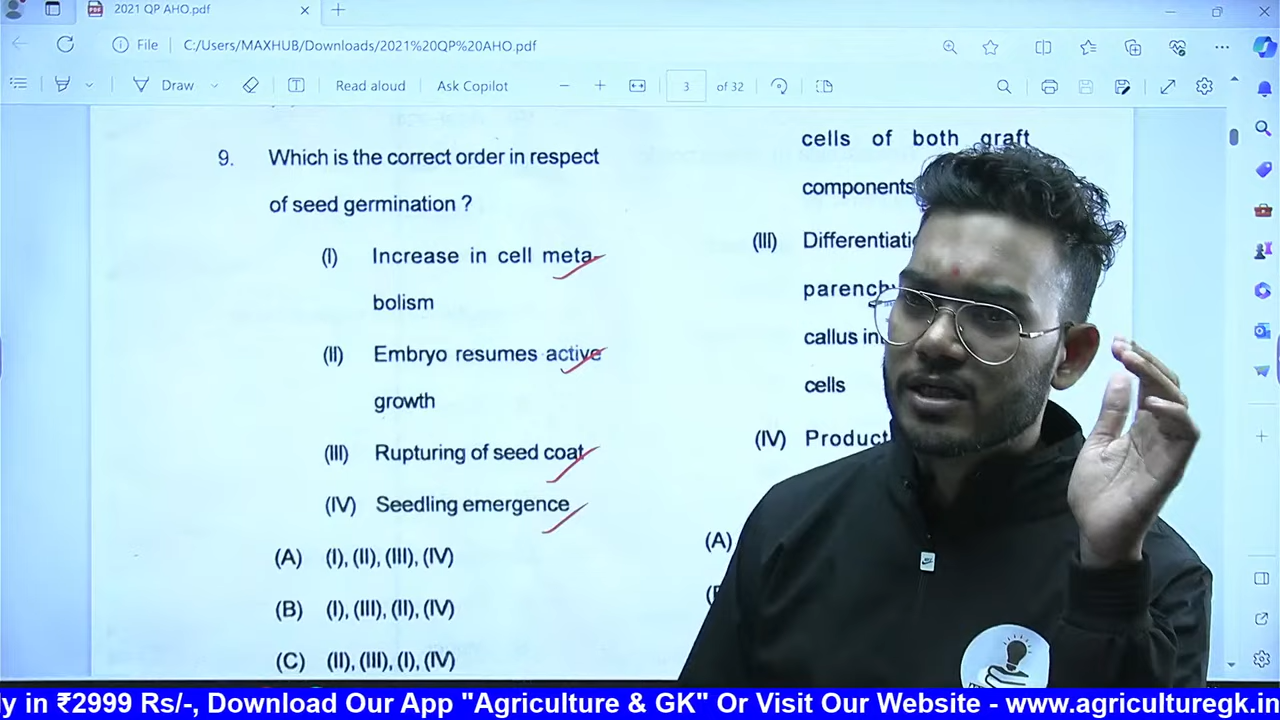 2021 QP AHO.pdf
File
C:/Users/MAXHUB/Downloads/2021%20QP%20AHO.pdf
Draw
Read aloud
Ask Copilot
3
of 32
9. Which is the correct order in respect
of seed germination ?
(I) Increase in cell meta-
bolism
(II) Embryo resumes active
growth
(III) Rupturing of seed coat
(IV) Seedling emergence
(A) (I), (II), (III), (IV)
(B) (I), (III), (II), (IV)
(C) (II), (III), (I), (IV)
cells of both graft
components
(III)
callus
cells
(IV)
(A)
in ₹2999 Rs/-, Download Our App "Agriculture & GK" Or Visit Our Website - www.agriculturegk.in